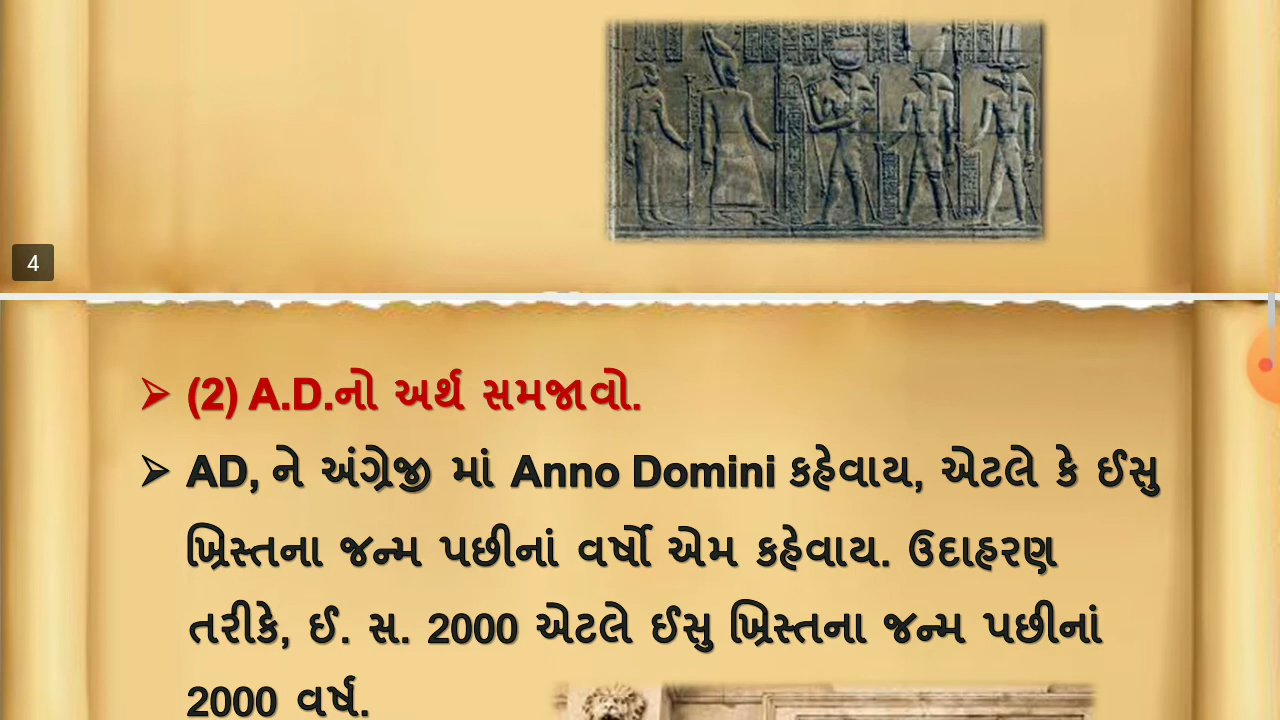 4
(2) A.D.નો અર્થ સમજાવો.
AD, ને અંગ્રેજી માં Anno Domini કહેવાય, એટલે કે ઈસુ
ખ્રિસ્તના જન્મ પછીનાં વર્ષો એમ કહેવાય. ઉદાહરણ
તરીકે, ઈ. સ. 2000 એટલે ઈસુ ખ્રિસ્તના જન્મ પછીનાં
2000 વર્ષ.